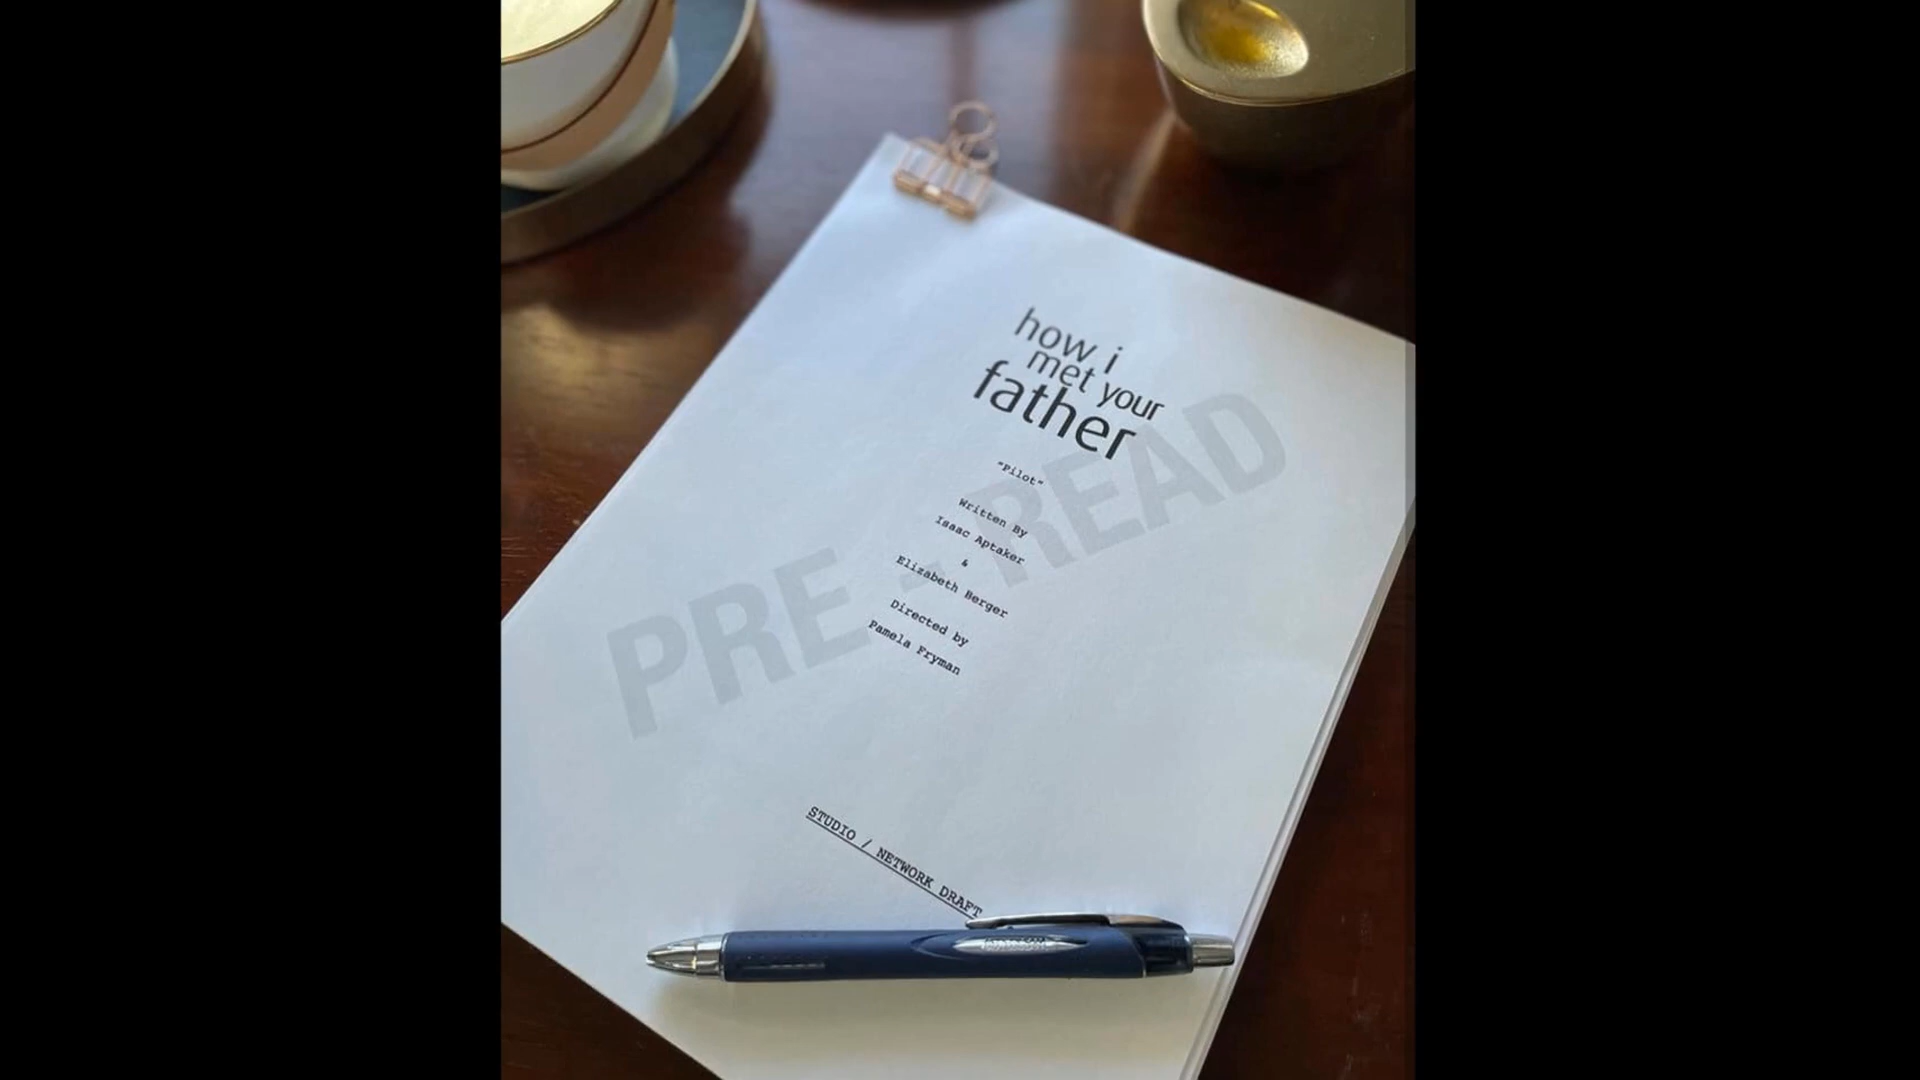 how i
met your
father
"Pilot"
Written By
Isaac Aptaker
&
Elizabeth Berger
Directed by
Pamela Fryman
PRE - READ
STUDIO / NETWORK DRAFT